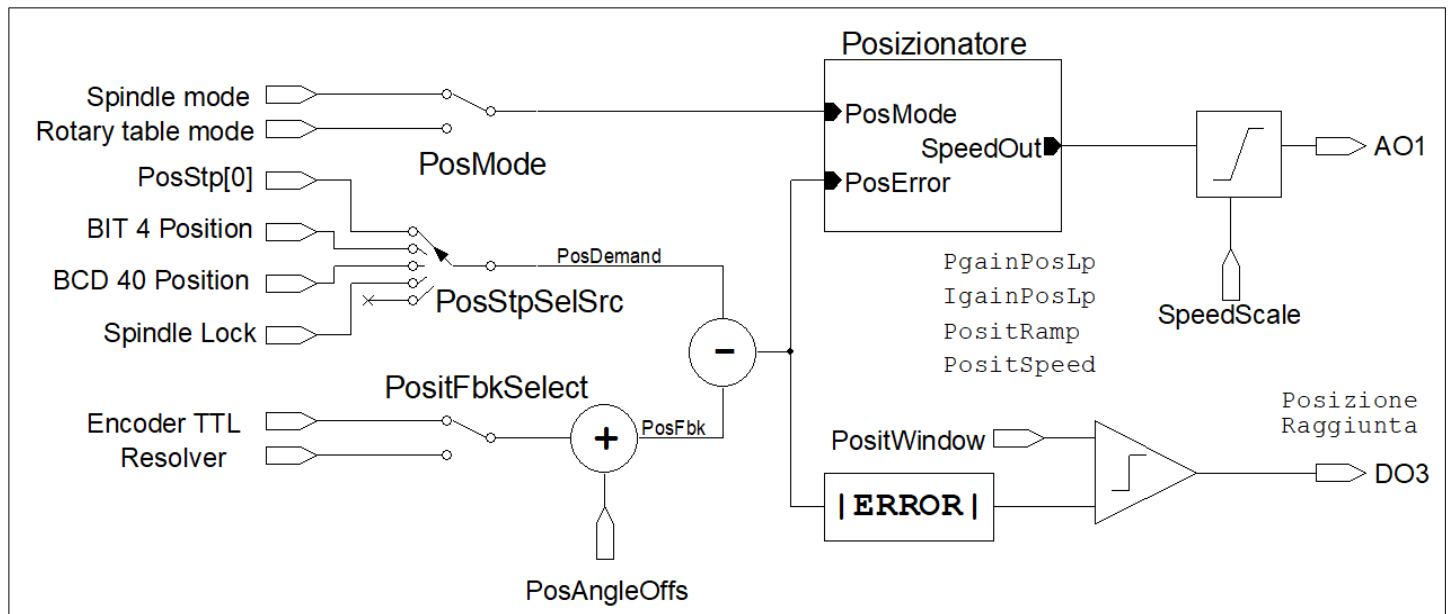 Posizionatore
Spindle mode
Rotary table mode
PosMode
PosMode
SpeedOut
PosError
AO1
PosStp[0]
BIT 4 Position
BCD 40 Position
Spindle Lock
PosDemand
PosStpSelSrc
-
PgainPosLp
IgainPosLp
PositRamp
PositSpeed
SpeedScale
PositFbkSelect
Encoder TTL
Resolver
+
PosFbk
PosAngleOffs
PositWindow
|ERROR|
Posizione
Raggiunta
DO3